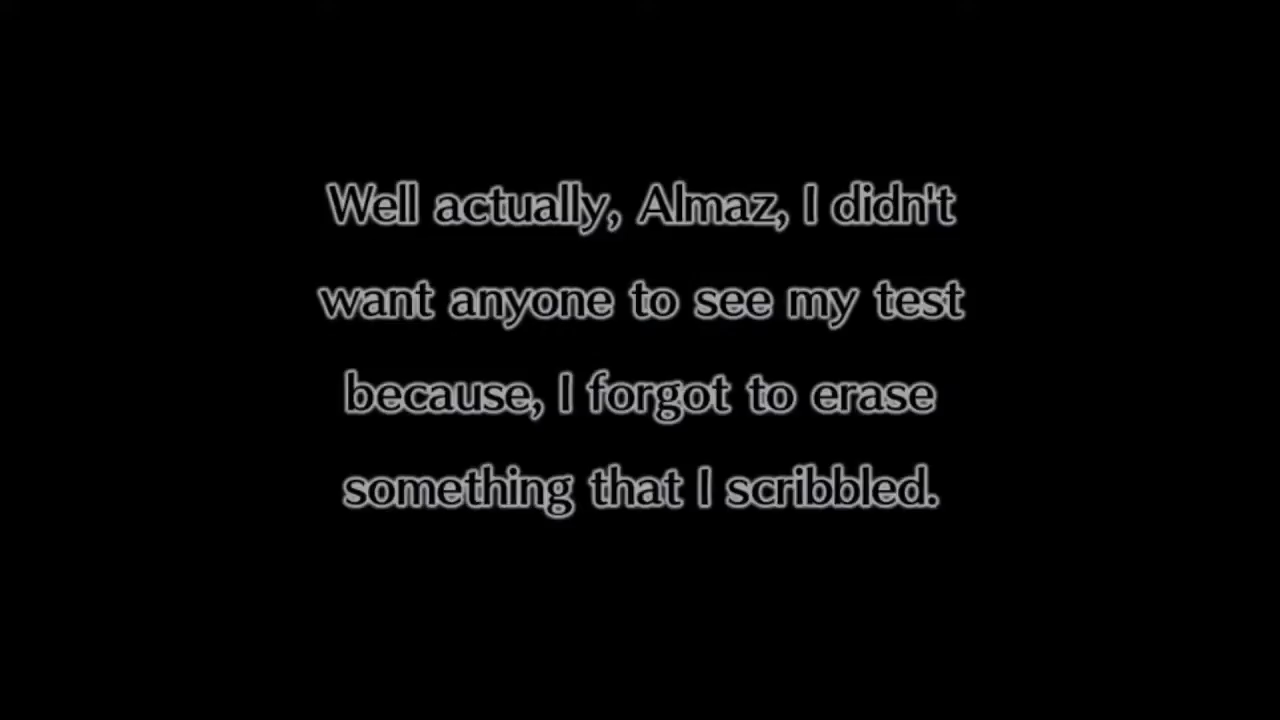 Well actually, Almaz, I didn't
want anyone to see my test
because, I forgot to erase
something that I scribbled.